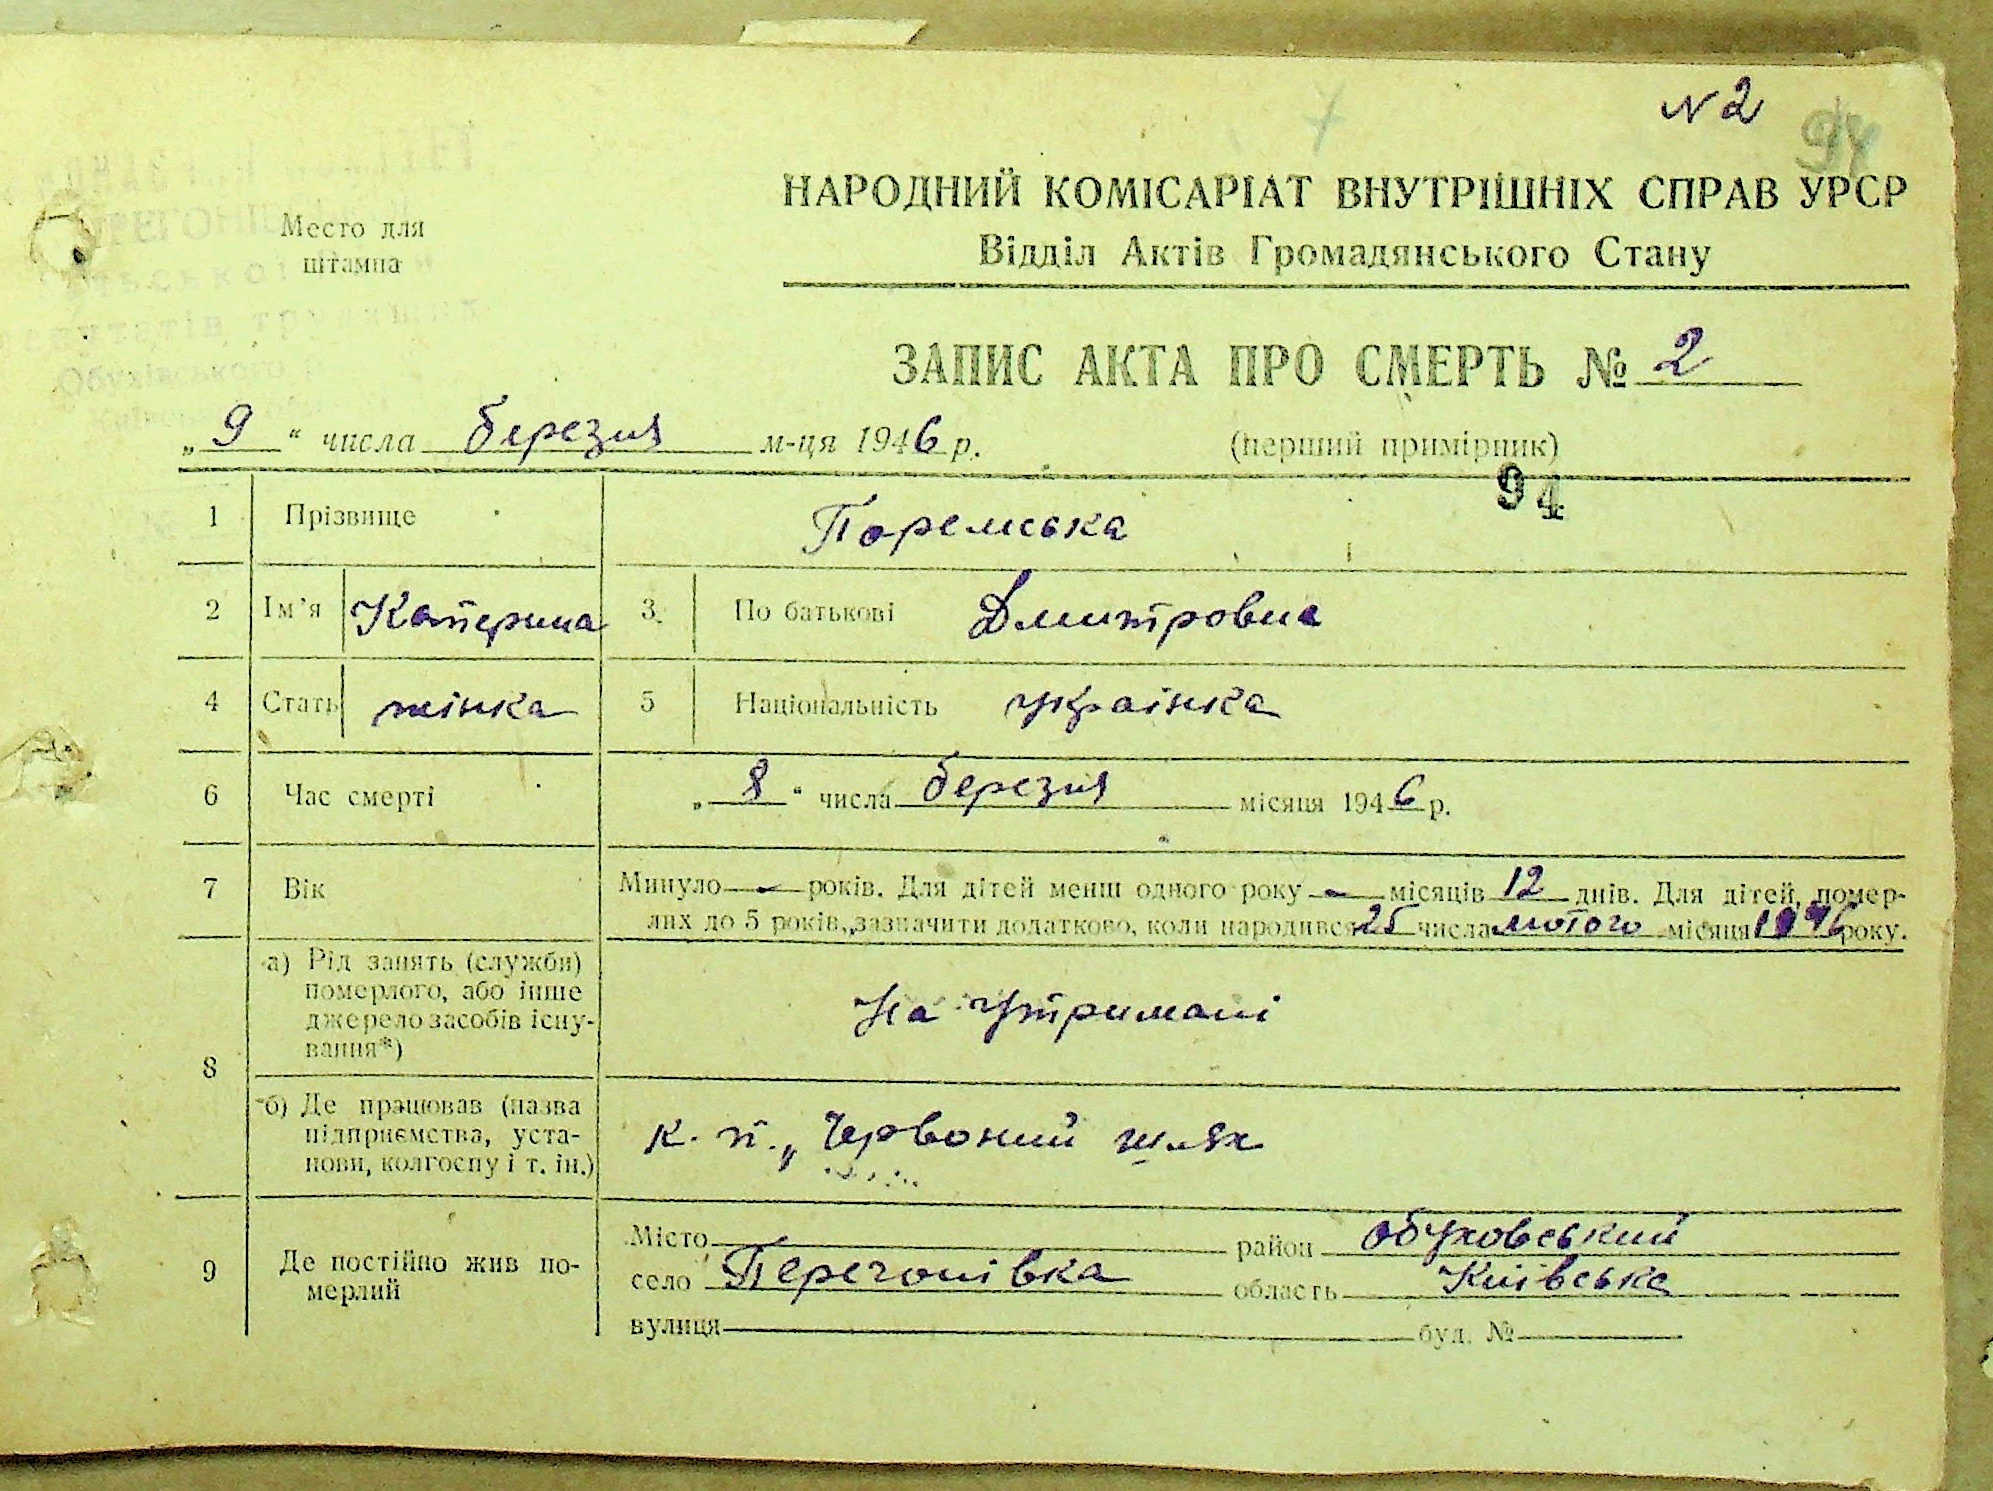 N 2
94
НАРОДНИЙ КОМІСАРІАТ ВНУТРІШНІХ СПРАВ УРСР
Место для
штампа
Відділ Актів Громадянського Стану
Обухівського
ЗАПИС АКТА ПРО СМЕРТЬ № 2
„ 9 “ числа березня м-ця 1946 р. (перший примірник)
94
1 Прізвище Поремська
2 Ім’я Катерина 3 По батькові Дмитровна
4 Стать жінка 5 Національність українка
6 Час смерті „ 8 “ числа березня місяця 1946 р.
7 Вік Минуло — років. Для дітей менш одного року — місяців 12 днів. Для дітей, помер-
лих до 5 років, зазначити додатково, коли народився 25 числа лютого місяця 1946 року.
8 а) Рід занять (служби) померлого, або інше джерело засобів існу-вання*) На утримані
б) Де працював (назва підприємства, уста-нови, колгоспу і т. ін.) к. п. „ Червоний шлях
9 Де постійно жив по-мерлий
Місто район обуховський
село Перегонівка область Київська
вулиця буд. №